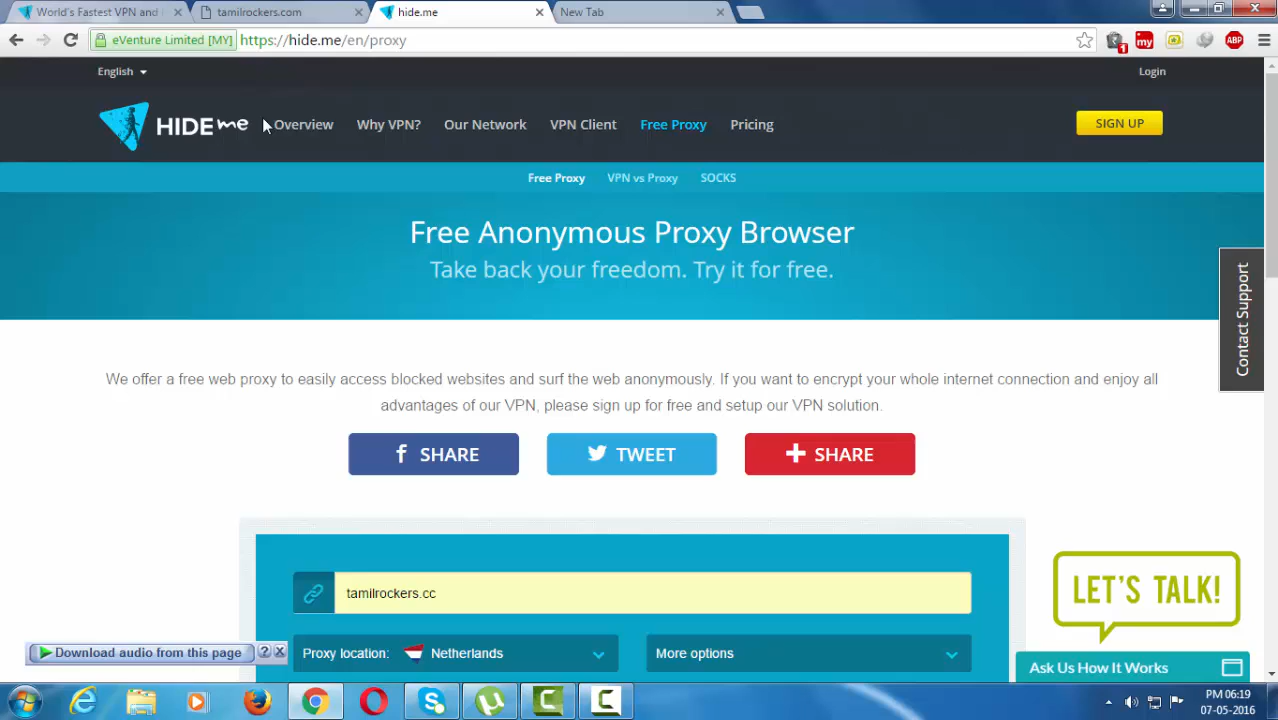 World's Fastest VPN and
tamilrockers.com
hide.me
New Tab
eVenture Limited [MY]
https://hide.me/en/proxy
1
my
ABP
English
Login
HIDE me
Overview
Why VPN?
Our Network
VPN Client
Free Proxy
Pricing
SIGN UP
Free Proxy
VPN vs Proxy
SOCKS
Free Anonymous Proxy Browser
Take back your freedom. Try it for free.
Contact Support
We offer a free web proxy to easily access blocked websites and surf the web anonymously. If you want to encrypt your whole internet connection and enjoy all
advantages of our VPN, please sign up for free and setup our VPN solution.
SHARE
TWEET
SHARE
tamilrockers.cc
LET'S TALK!
Proxy location:
Netherlands
More options
Download audio from this page
?
Ask Us How It Works
PM 06:19
07-05-2016